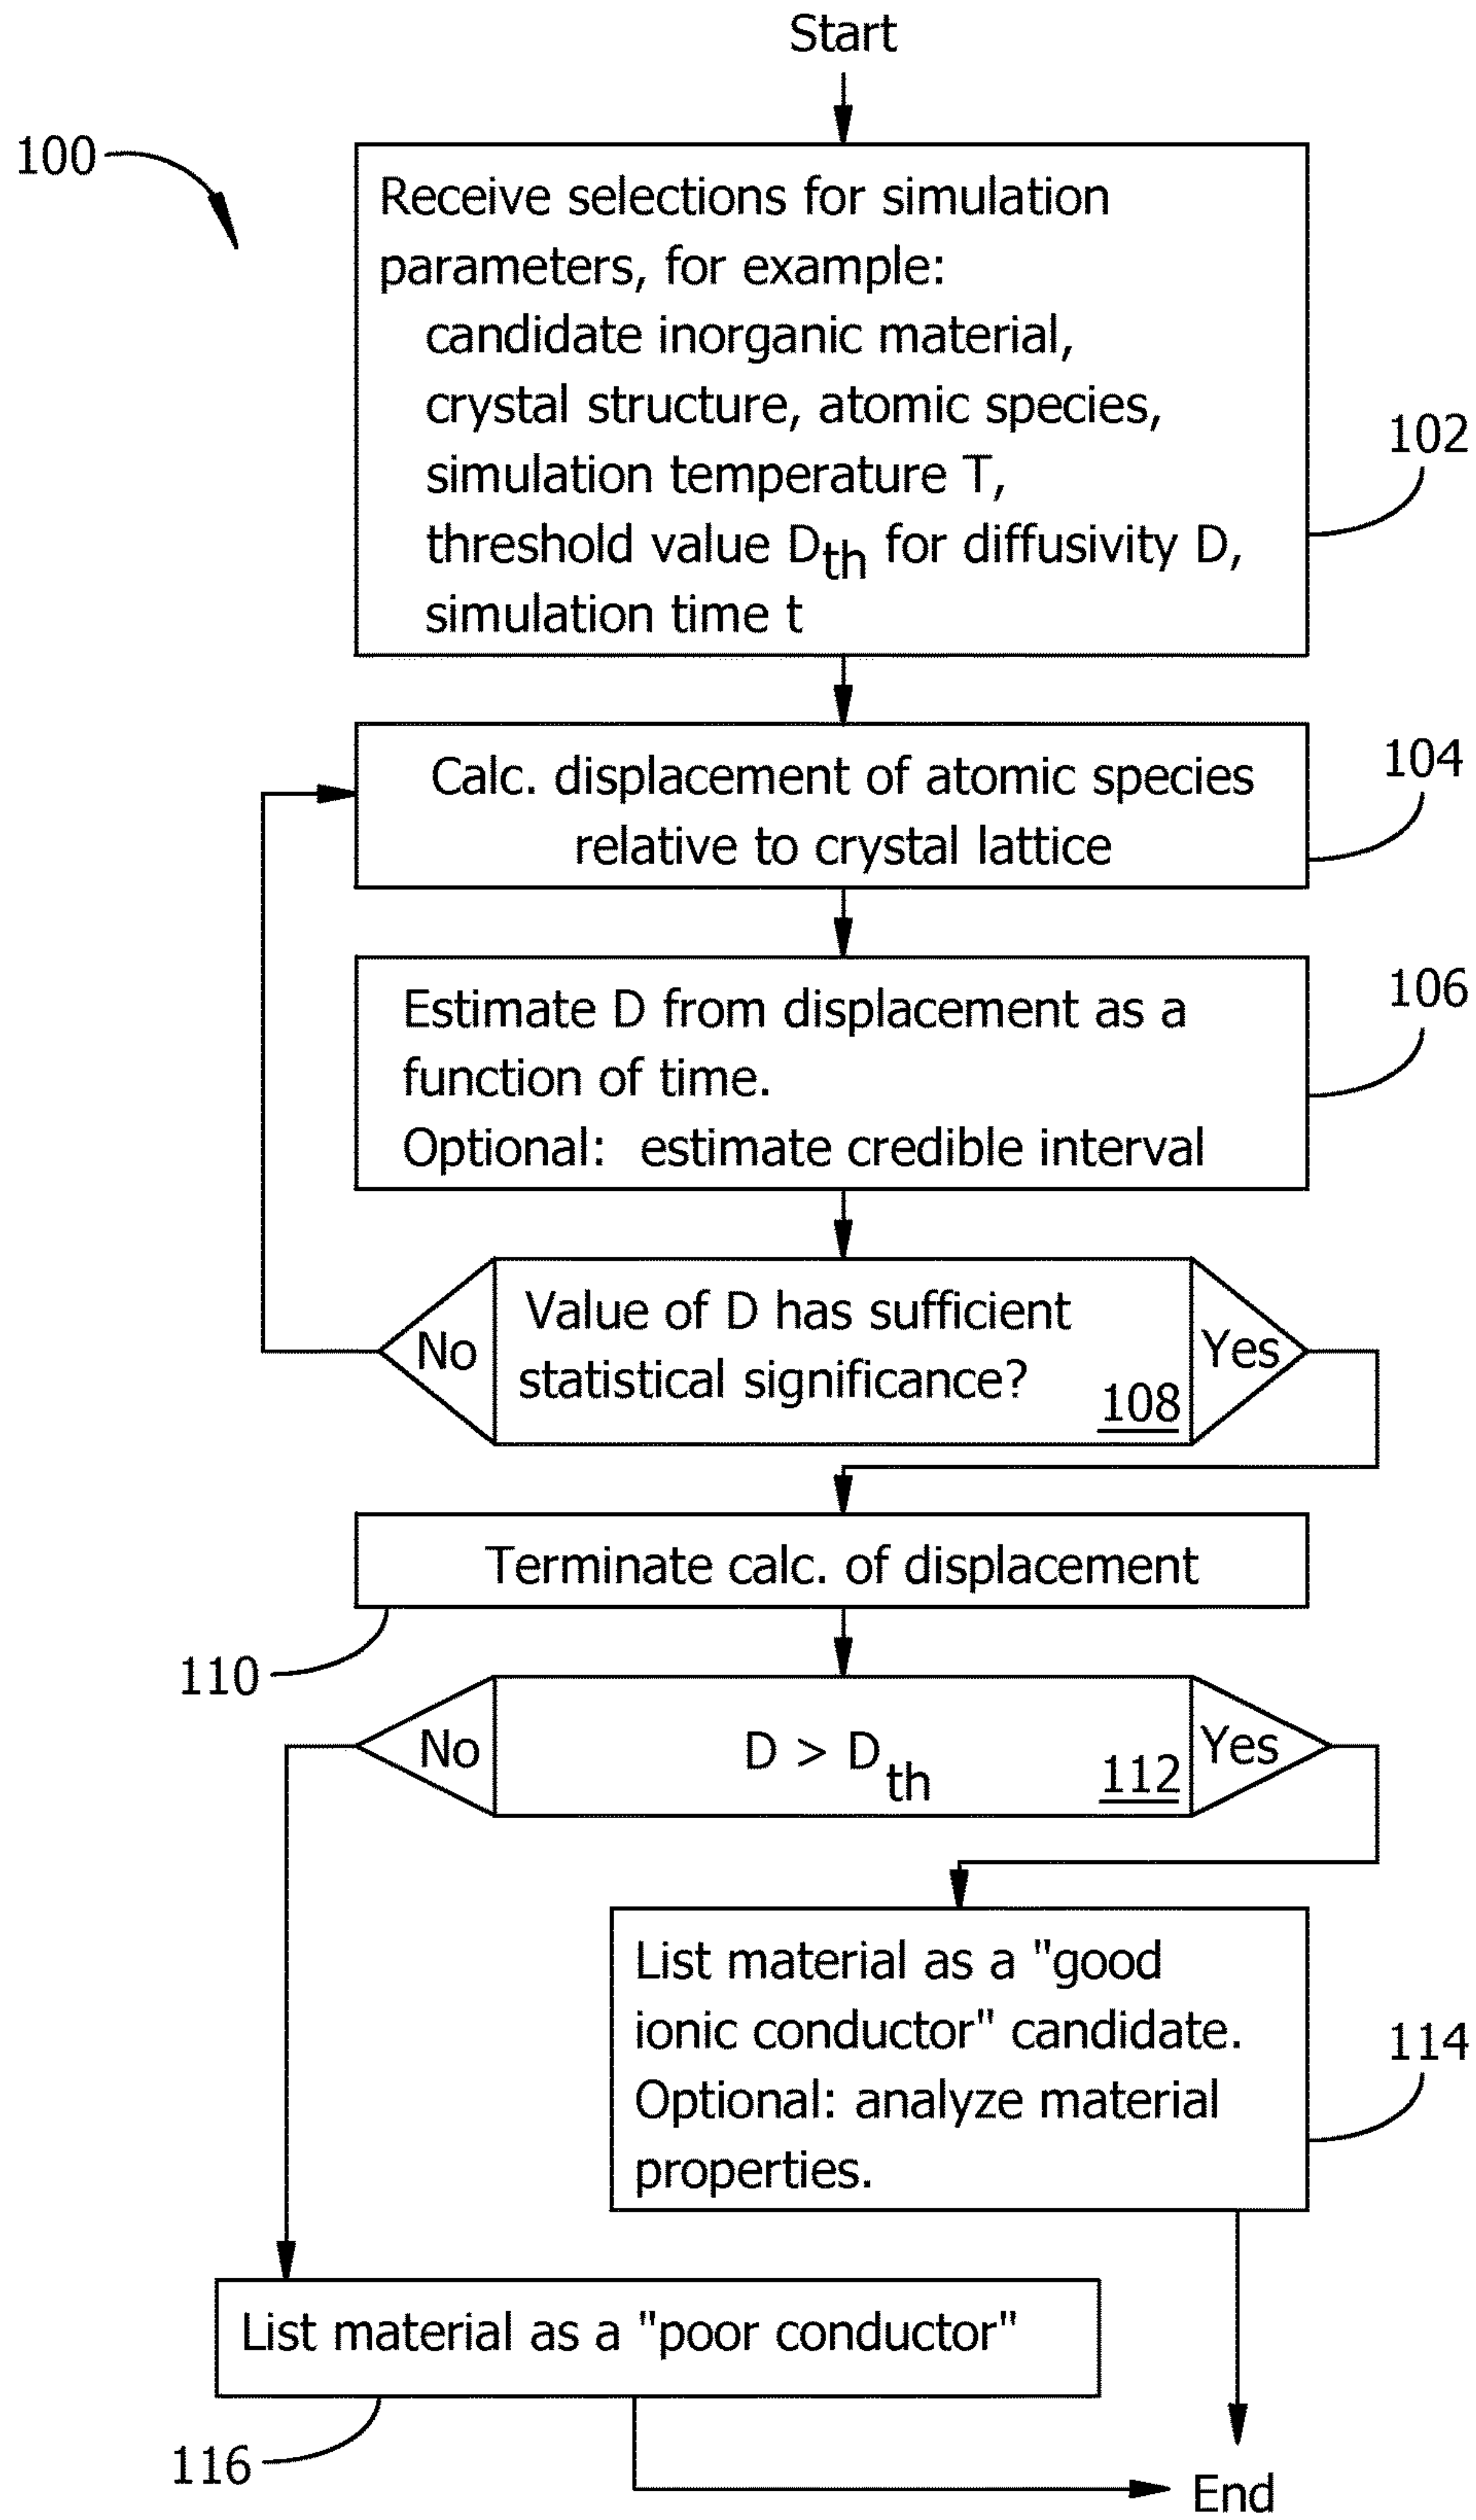 Start
100
Receive selections for simulation
parameters, for example:
candidate inorganic material,
crystal structure, atomic species,
simulation temperature T,
threshold value Dth for diffusivity D,
simulation time t
102
Calc. displacement of atomic species
relative to crystal lattice
104
Estimate D from displacement as a
function of time.
Optional: estimate credible interval
106
No
Value of D has sufficient
statistical significance?
108
Yes
Terminate calc. of displacement
110
No
D > Dth
112
Yes
List material as a "good
ionic conductor" candidate.
Optional: analyze material
properties.
114
List material as a "poor conductor"
116
End